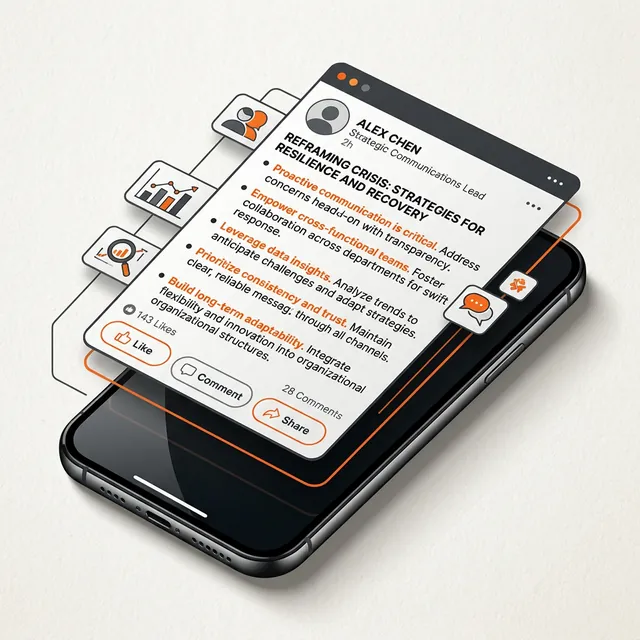 ALEX CHEN
Strategic Communications Lead
2h
REFRAMING CRISIS: STRATEGIES FOR
RESILIENCE AND RECOVERY
• Proactive communication is critical. Address
concerns head-on with transparency.
• Empower cross-functional teams. Foster
collaboration across departments for swift
response.
• Leverage data insights. Analyze trends to
anticipate challenges and adapt strategies.
• Prioritize consistency and trust. Maintain
clear, reliable messag; through all channels.
• Build long-term adaptability. Integrate
flexibility and innovation into organizational
organizational structures.
143 Likes
28 Comments
Like
Comment
Share